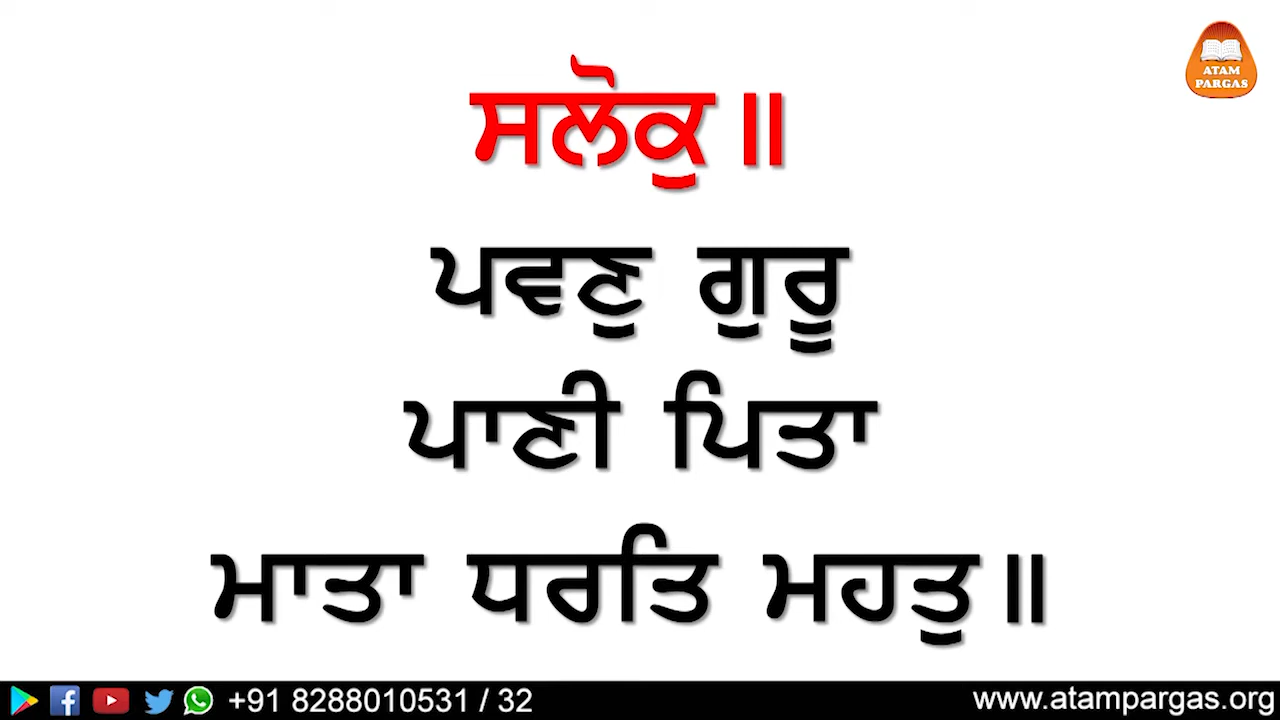 ATAM
PARGAS
ਸਲੋਕੁ ॥
ਪਵਣੁ ਗੁਰੂ
ਪਾਣੀ ਪਿਤਾ
ਮਾਤਾ ਧਰਤਿ ਮਹਤੁ ॥
+91 8288010531 / 32
www.atampargas.org